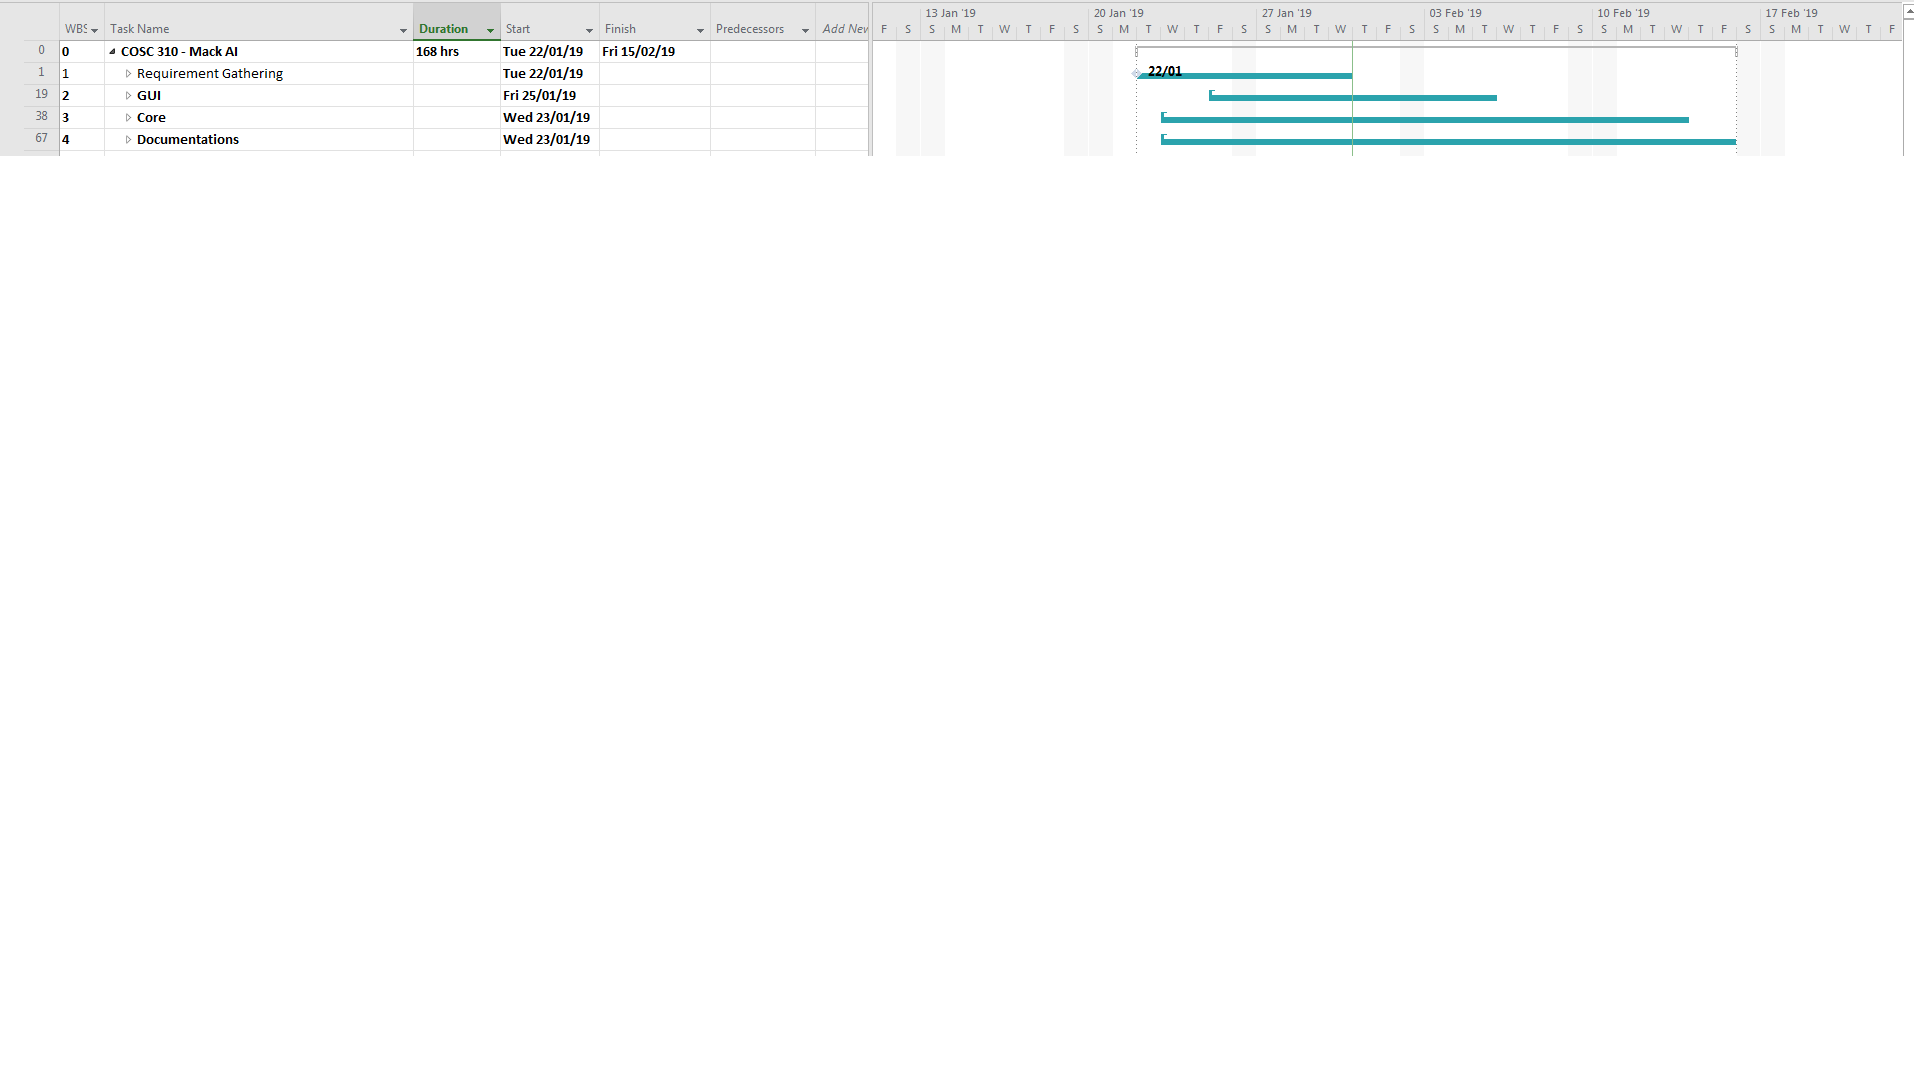 WBS Task Name Duration Start Finish Predecessors Add New
13 Jan '19 20 Jan '19 27 Jan '19 03 Feb '19 10 Feb '19 17 Feb '19
F S S M T W T F S S M T W T F S S M T W T F S S M T W T F S S M T W T F S S M T W T F
0 0 COSC 310 - Mack AI 168 hrs Tue 22/01/19 Fri 15/02/19
1 1 Requirement Gathering Tue 22/01/19 22/01
19 2 GUI Fri 25/01/19
38 3 Core Wed 23/01/19
67 4 Documentations Wed 23/01/19